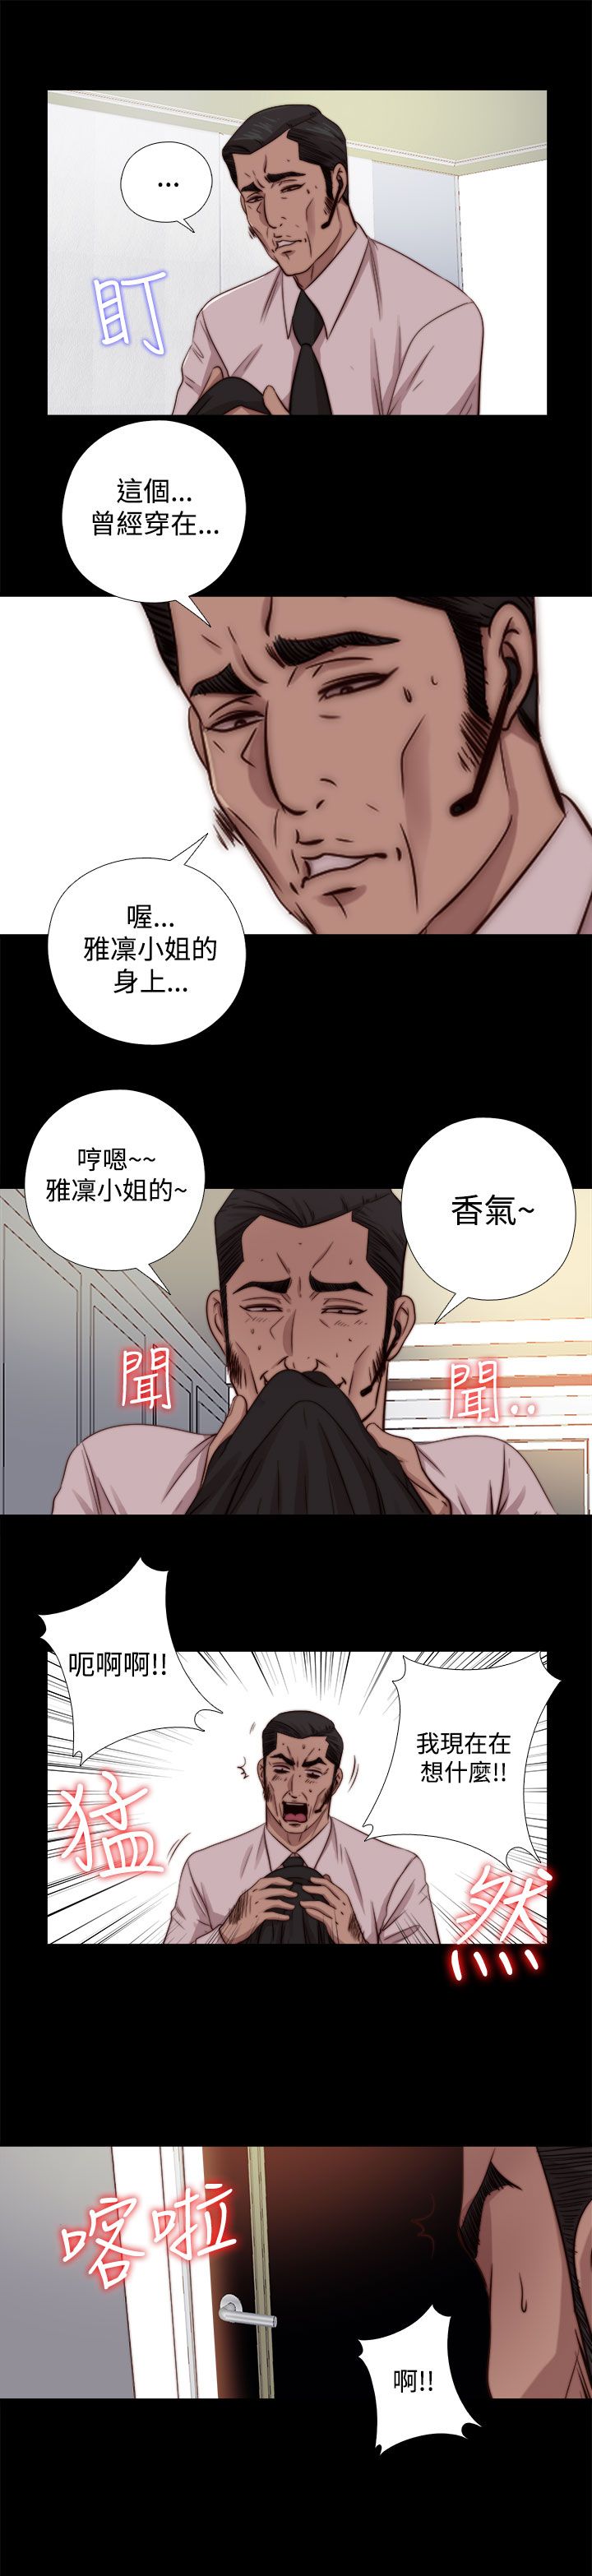 ...
盯
這個...
曾經穿在...
喔...
雅凜小姐的
身上...
哼嗯~~
雅凜小姐的~
香氣~
聞
聞..
呃啊啊!!
我現在在
想什麼!!
猛
然
喀啦
啊!!